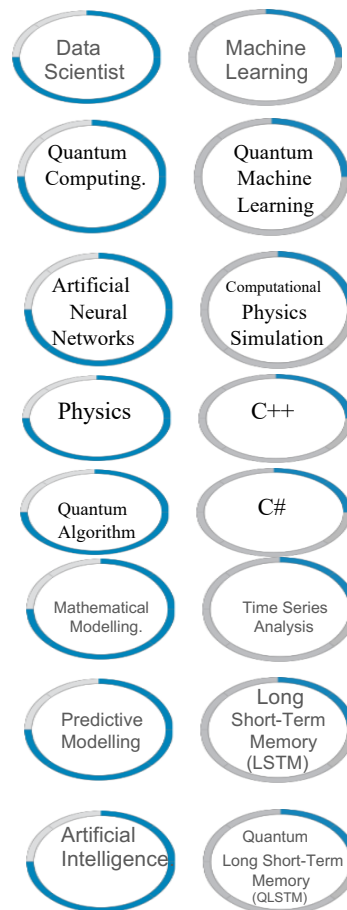 Data
Scientist
Machine
Learning
Quantum
Computing.
Quantum
Machine
Learning
Artificial
Neural
Networks
Computational
Physics
Simulation
Physics
C++
Quantum
Algorithm
C#
Mathematical
Modelling.
Time Series
Analysis
Predictive
Modelling
Long
Short-Term
Memory
(LSTM)
Artificial
Intelligence
Quantum
Long Short-Term
Memory
(QLSTM)